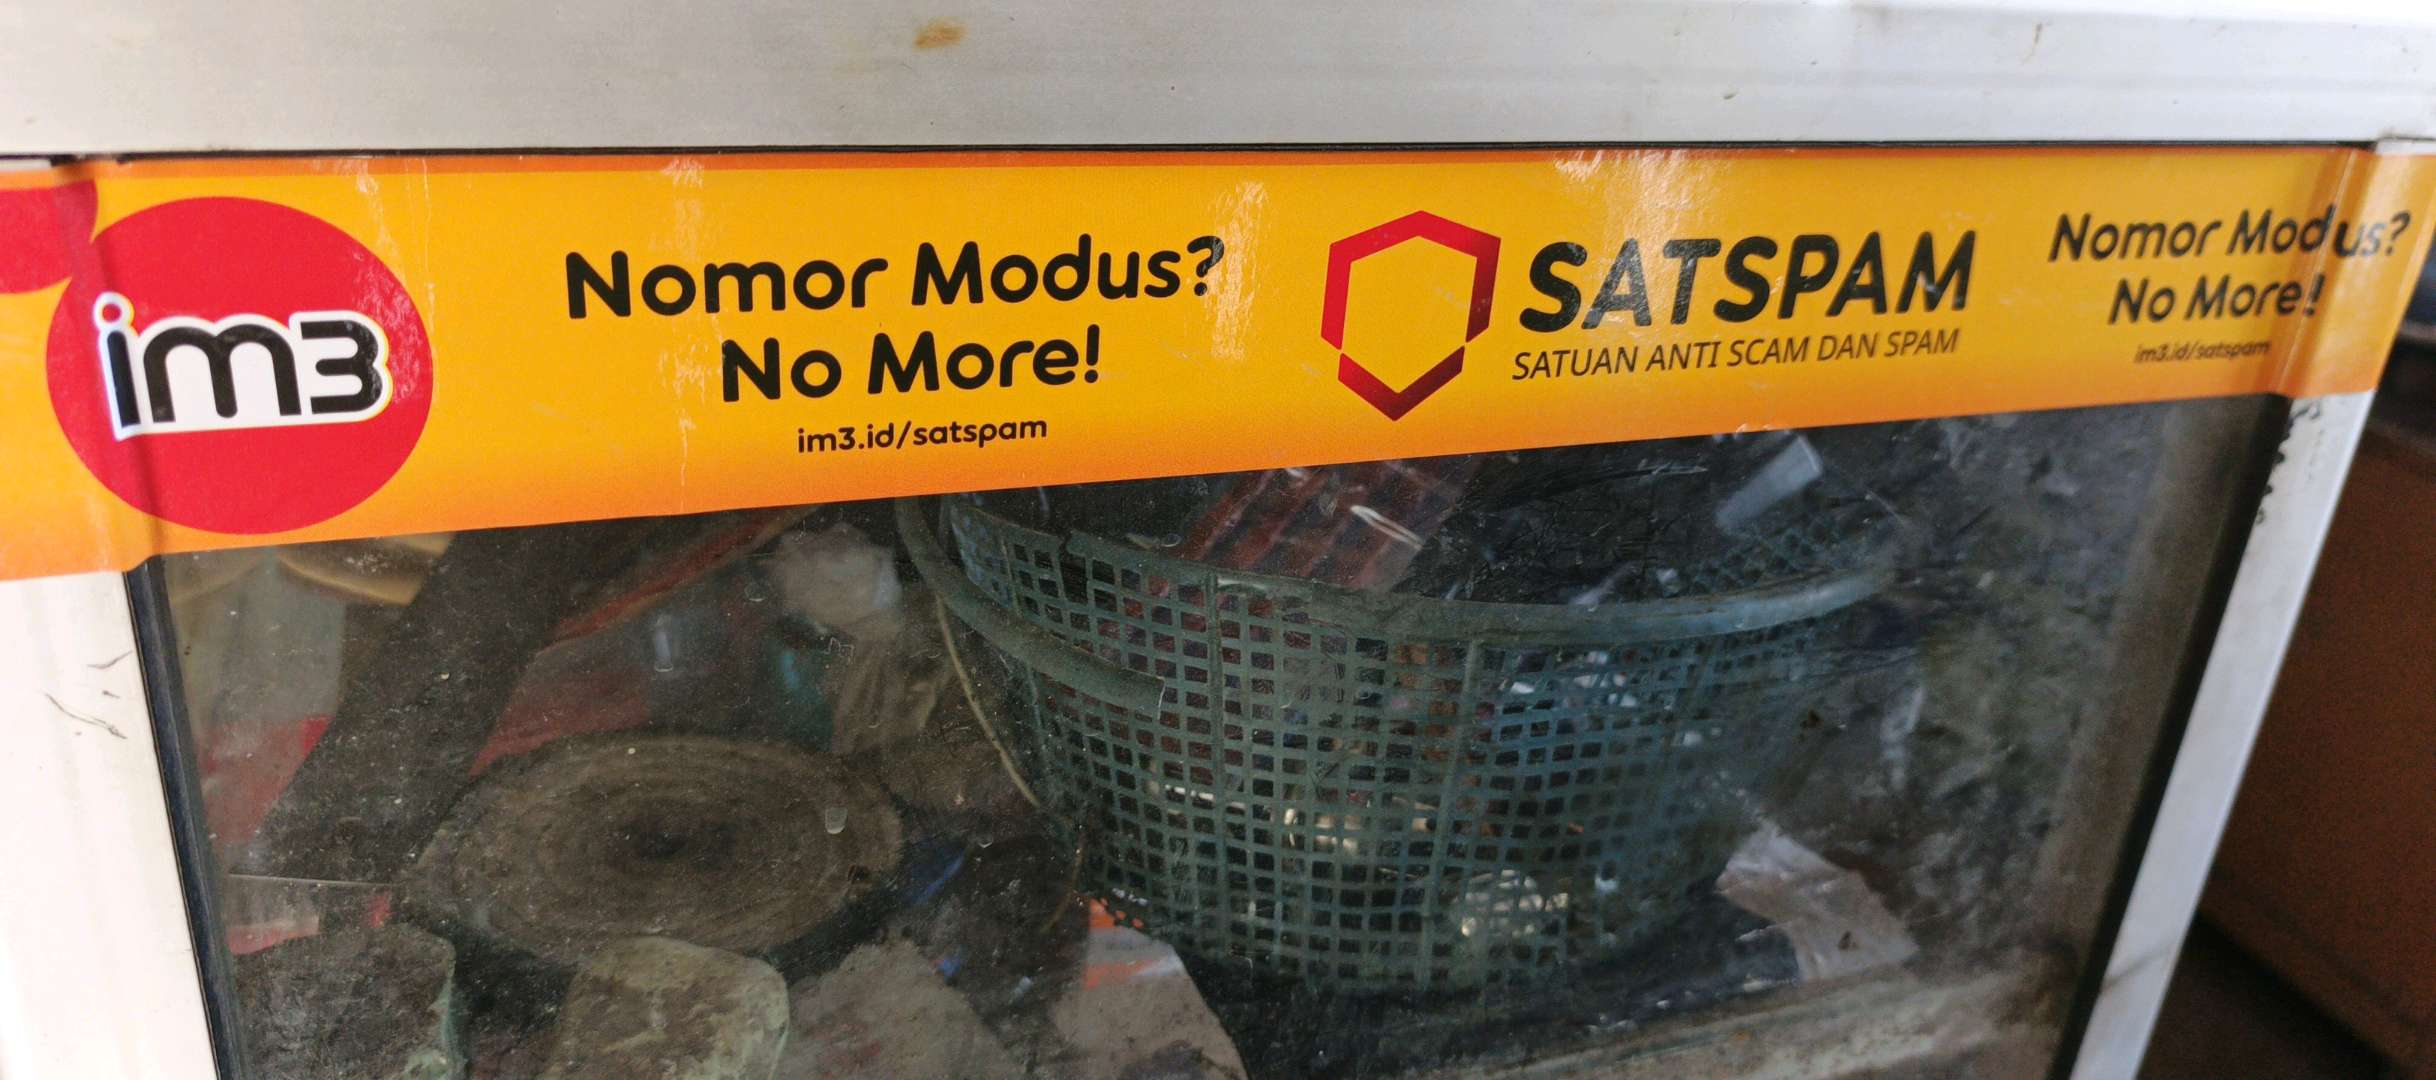 im3
Nomor Modus?
No More!
im3.id/satspam
SATSPAM
SATUAN ANTI SCAM DAN SPAM
Nomor Modus?
No More!
im3.id/satspam